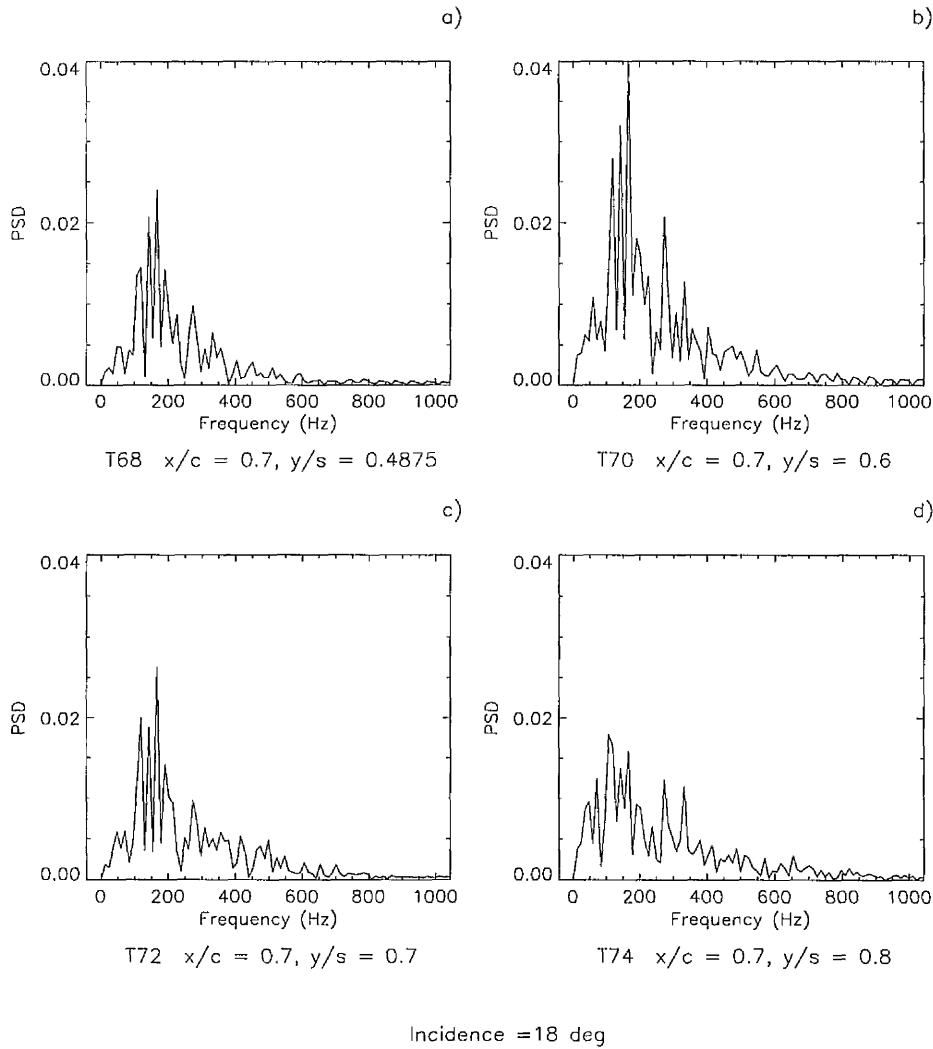 a)
0.04
0.02
0.00
PSD
0 200 400 600 800 1000
Frequency (Hz)
T68 x/c = 0.7, y/s = 0.4875
b)
0.04
0.02
0.00
PSD
0 200 400 600 800 1000
Frequency (Hz)
T70 x/c = 0.7, y/s = 0.6
c)
0.04
0.02
0.00
PSD
0 200 400 600 800 1000
Frequency (Hz)
T72 x/c = 0.7, y/s = 0.7
d)
0.04
0.02
0.00
PSD
0 200 400 600 800 1000
Frequency (Hz)
T74 x/c = 0.7, y/s = 0.8
Incidence =18 deg